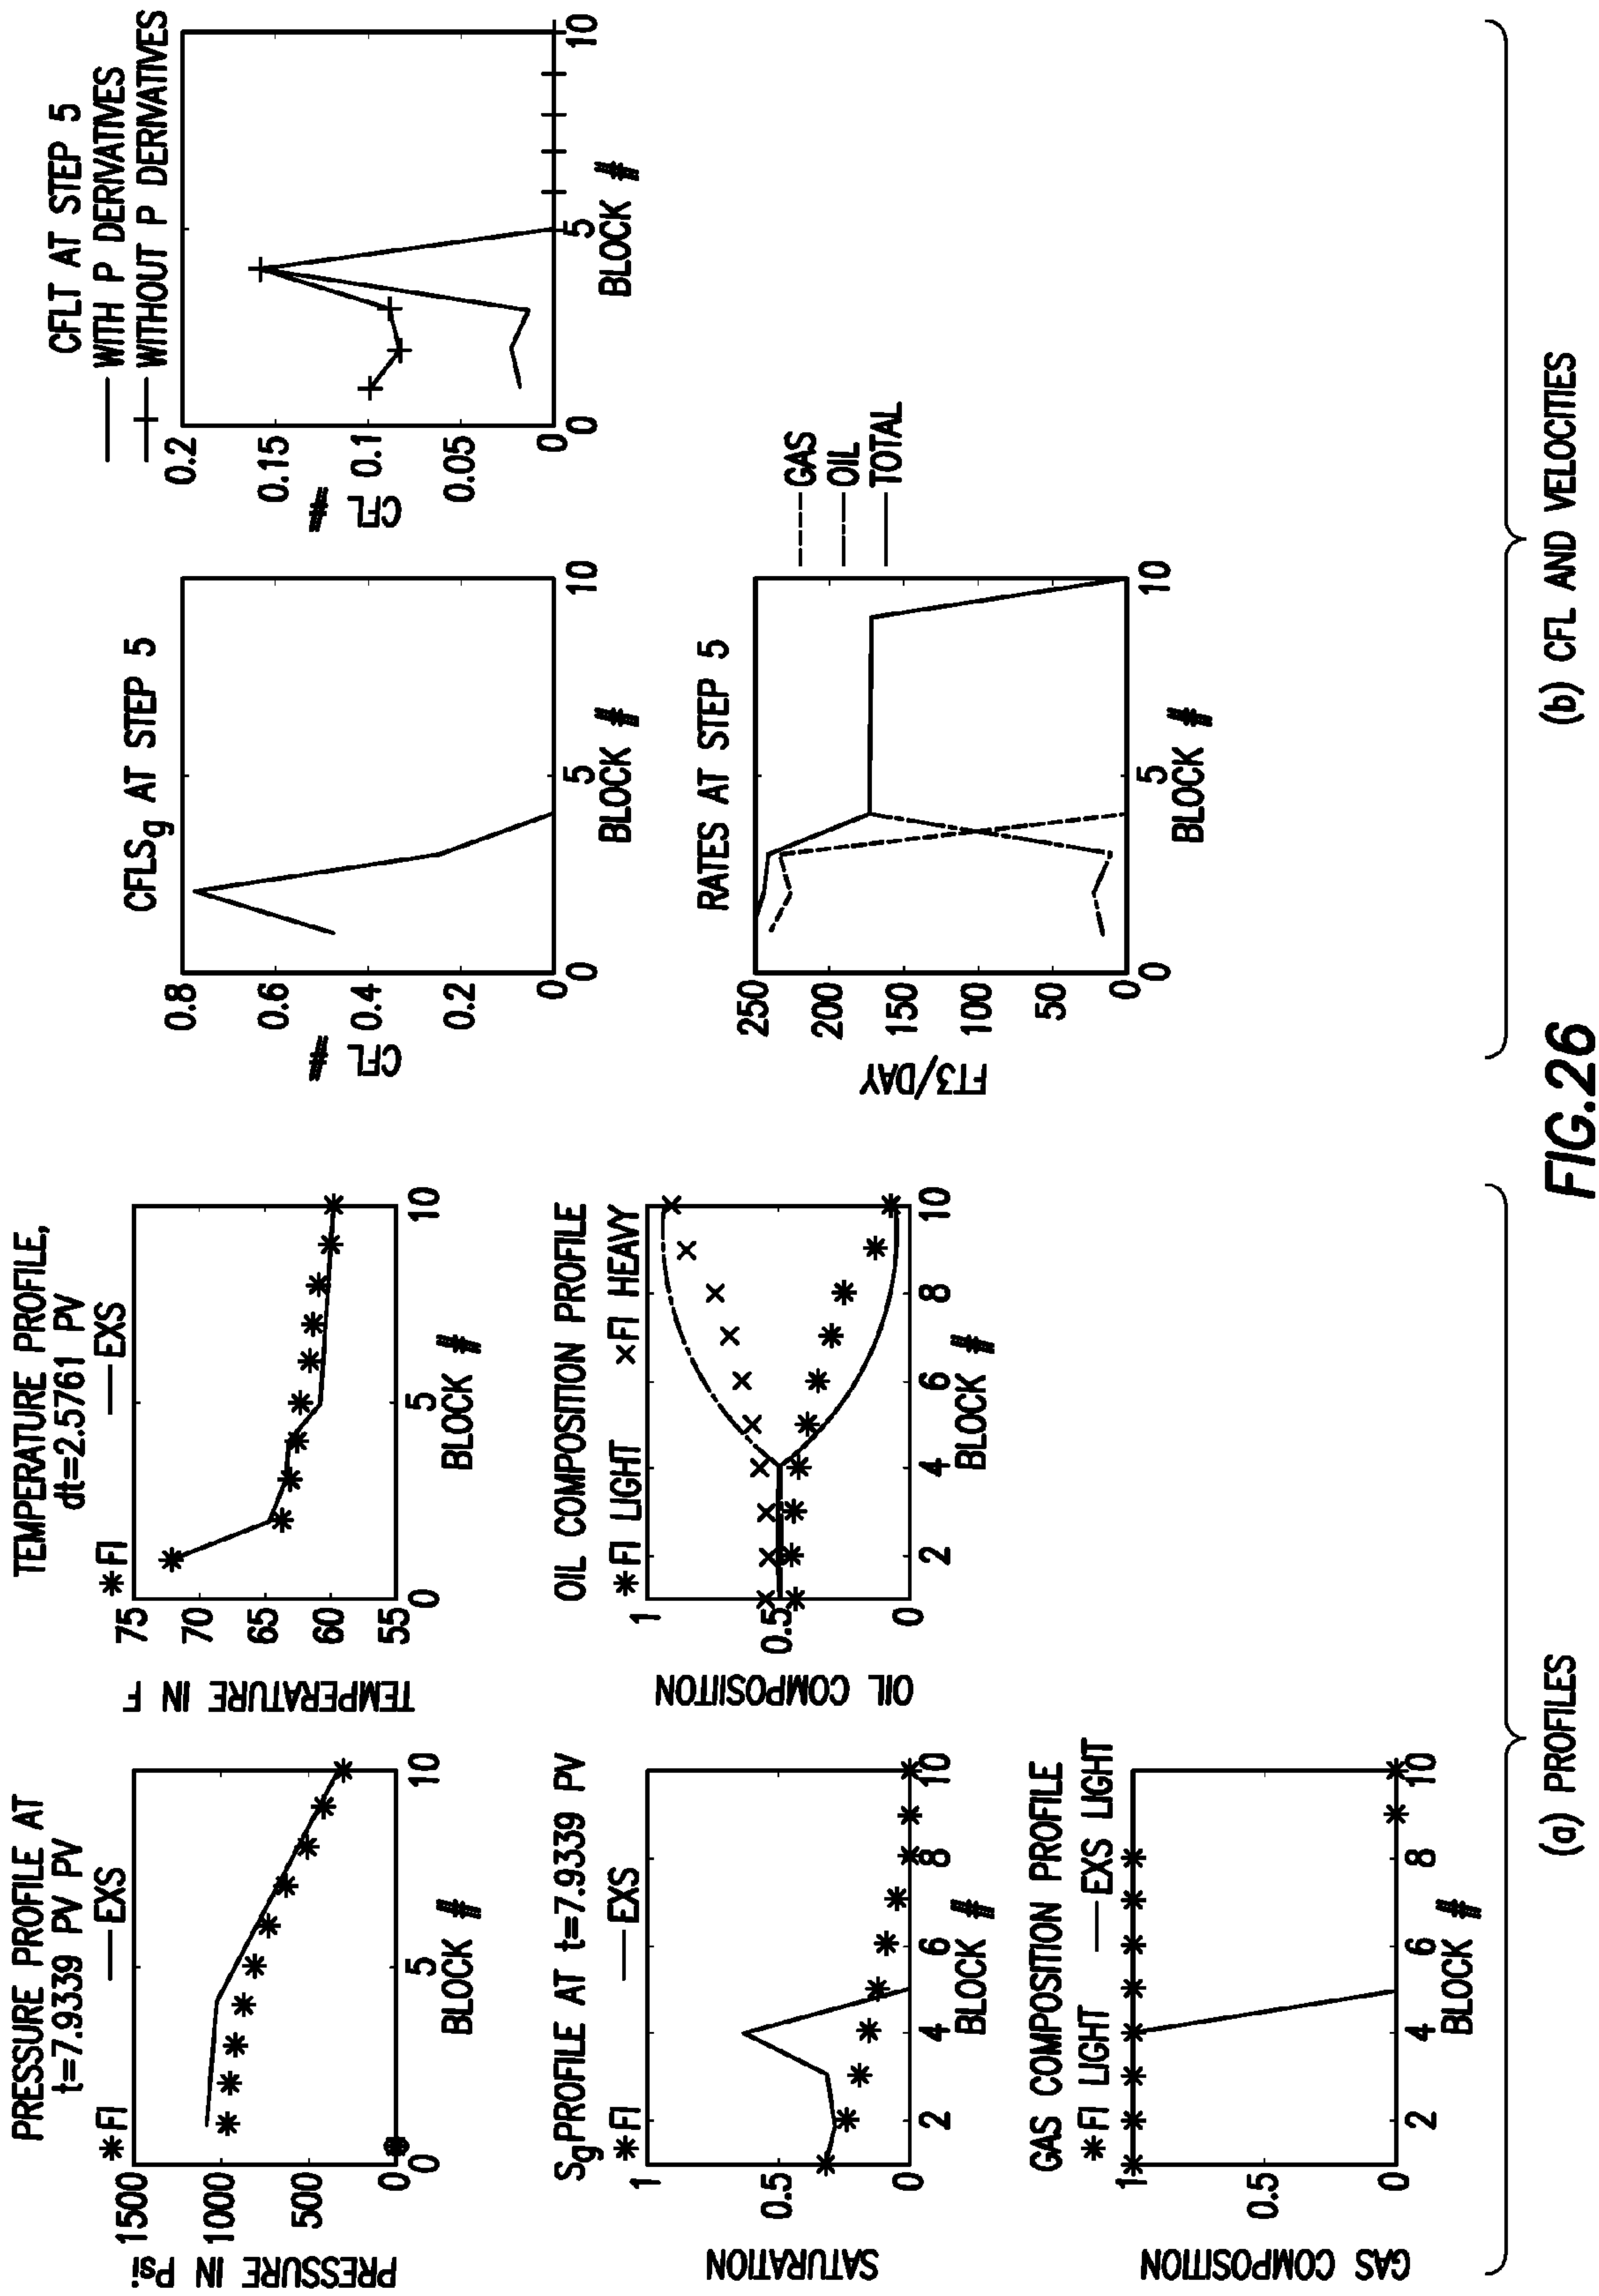 PRESSURE PROFILE AT
t=7.9339 PV PV
✱FI —EXS
PRESSURE IN Psi
1500
1000
500
0
0 5 10
BLOCK #
TEMPERATURE PROFILE,
dt=2.5761 PV
✱FI —EXS
TEMPERATURE IN F
75
70
65
60
55
0 5 10
BLOCK #
SgPROFILE AT t=7.9339 PV
✱FI —EXS
SATURATION
1
0.5
0
2 4 6 8 10
BLOCK #
OIL COMPOSITION PROFILE
✱FI LIGHT ×FI HEAVY
OIL COMPOSIITION
1
0.5
0
2 4 6 8 10
BLOCK #
GAS COMPOSITION PROFILE
✱FI LIGHT —EXS LIGHT
GAS COMPOSITION
1
0.5
0
2 4 6 8 10
BLOCK #
(a) PROFILES
CFLSg AT STEP 5
CFL #
0.8
0.6
0.4
0.2
0
0 5 10
BLOCK #
CFLT AT STEP 5
—WITH P DERIVATIVES
—WITHOUT P DERIVATIVES
CFL #
0.2
0.15
0.1
0.05
0
0 5 10
BLOCK #
RATES AT STEP 5
FT3/DAY
250
200
150
100
50
0
0 5 10
BLOCK #
GAS
OIL
TOTAL
(b) CFL AND VELOCITIES
FIG.26